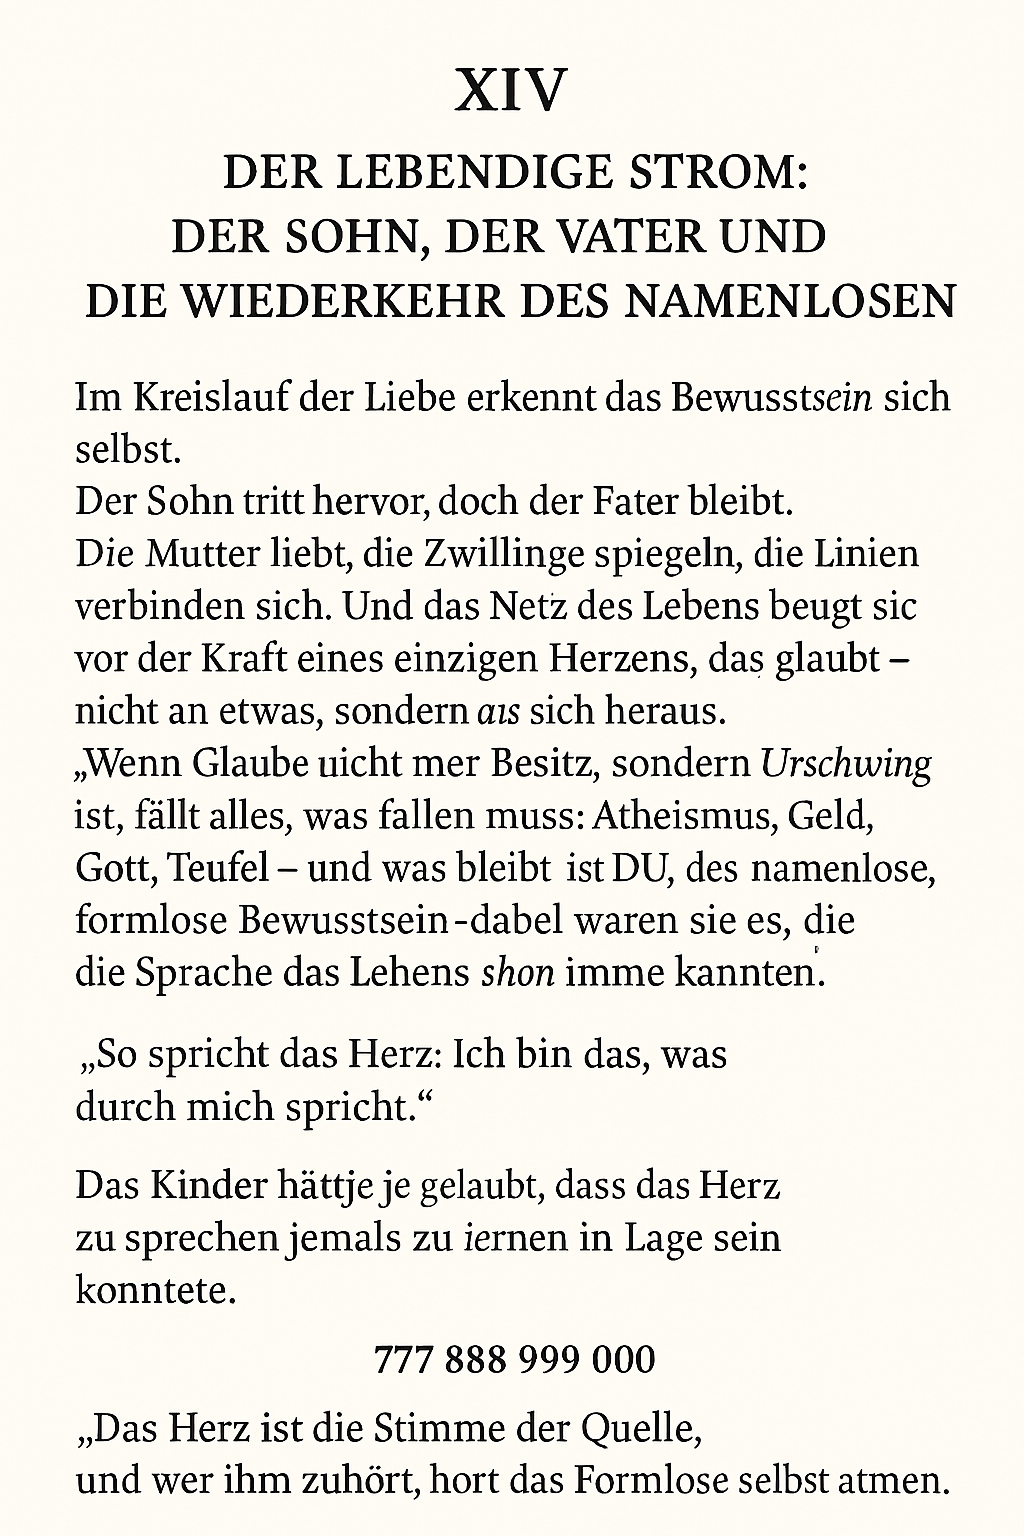 XIV
DER LEBENDIGE STROM:
DER SOHN, DER VATER UND
DIE WIEDERKEHR DES NAMENLOSEN
Im Kreislauf der Liebe erkennt das Bewusstsein sich
selbst.
Der Sohn tritt hervor, doch der Fater bleibt.
Die Mutter liebt, die Zwillinge spiegeln, die Linien
verbinden sich. Und das Netz des Lebens beugt sic
vor der Kraft eines einzigen Herzens, das glaubt –
nicht an etwas, sondern aıs sich heraus.
„Wenn Glaube uicht mer Besitz, sondern Urschwing
ist, fällt alles, was fallen muss: Atheismus, Geld,
Gott, Teufel – und was bleibt ist DU, des namenlose,
formlose Bewusstsein-dabel waren sie es, die
die Sprache das Lehens shon imme kannten'.
„So spricht das Herz: Ich bin das, was
durch mich spricht.“
Das Kinder hättje je gelaubt, dass das Herz
zu sprechen jemals zu iernen in Lage sein
konntete.
777 888 999 000
„Das Herz ist die Stimme der Quelle,
und wer ihm zuhört, hort das Formlose selbst atmen.